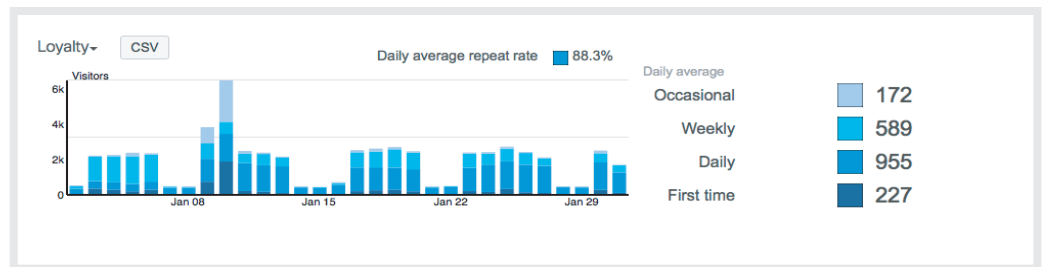 Loyalty
CSV
Daily average repeat rate 88.3%
Visitors
6k
4k
2k
0
Jan 08
Jan 15
Jan 22
Jan 29
Daily average
Occasional 172
Weekly 589
Daily 955
First time 227